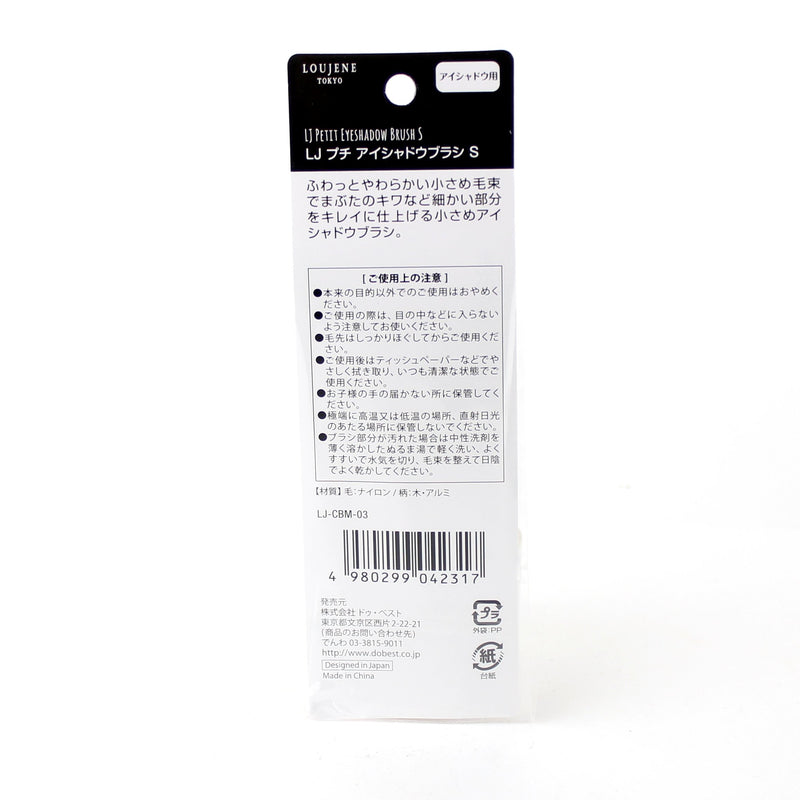 LOUJENE
TOKYO
アイシャドウ用
LJ PETIT EYESHADOW BRUSH S
LJ プチ アイシャドウブラシ S
ふわっとやわらかい小さめ毛束
でまぶたのキワなど細かい部分
をキレイに仕上げる小さめアイ
シャドウブラシ。
[ご使用上の注意]
●本来の目的以外でのご使用はおやめく
ださい。
●ご使用の際は、目の中などに入らない
よう注意してお使いください。
●毛先はしっかりほぐしてからご使用くだ
さい。
●ご使用後はティッシュペーパーなどでや
さしく拭き取り、いつも清潔な状態でご
使用ください。
●お子様の手の届かない所に保管してく
ださい。
●極端に高温又は低温の場所、直射日光
のあたる場所に保管しないでください。
●ブラシ部分が汚れた場合は中性洗剤を
薄く溶かしたぬるま湯で軽く洗い、よく
すすいで水気を切り、毛束を整えて日陰
でよく乾かしてください。
【材質】毛:ナイロン / 柄:木・アルミ
LJ-CBM-03
4 980299 042317
発売元
株式会社 ドゥ・ベスト
東京都文京区西片2-22-21
(商品のお問い合わせ先)
でんわ 03-3815-9011
http://www.dobest.co.jp
Designed in Japan
Made in China
プラ
外袋:PP
紙
台紙